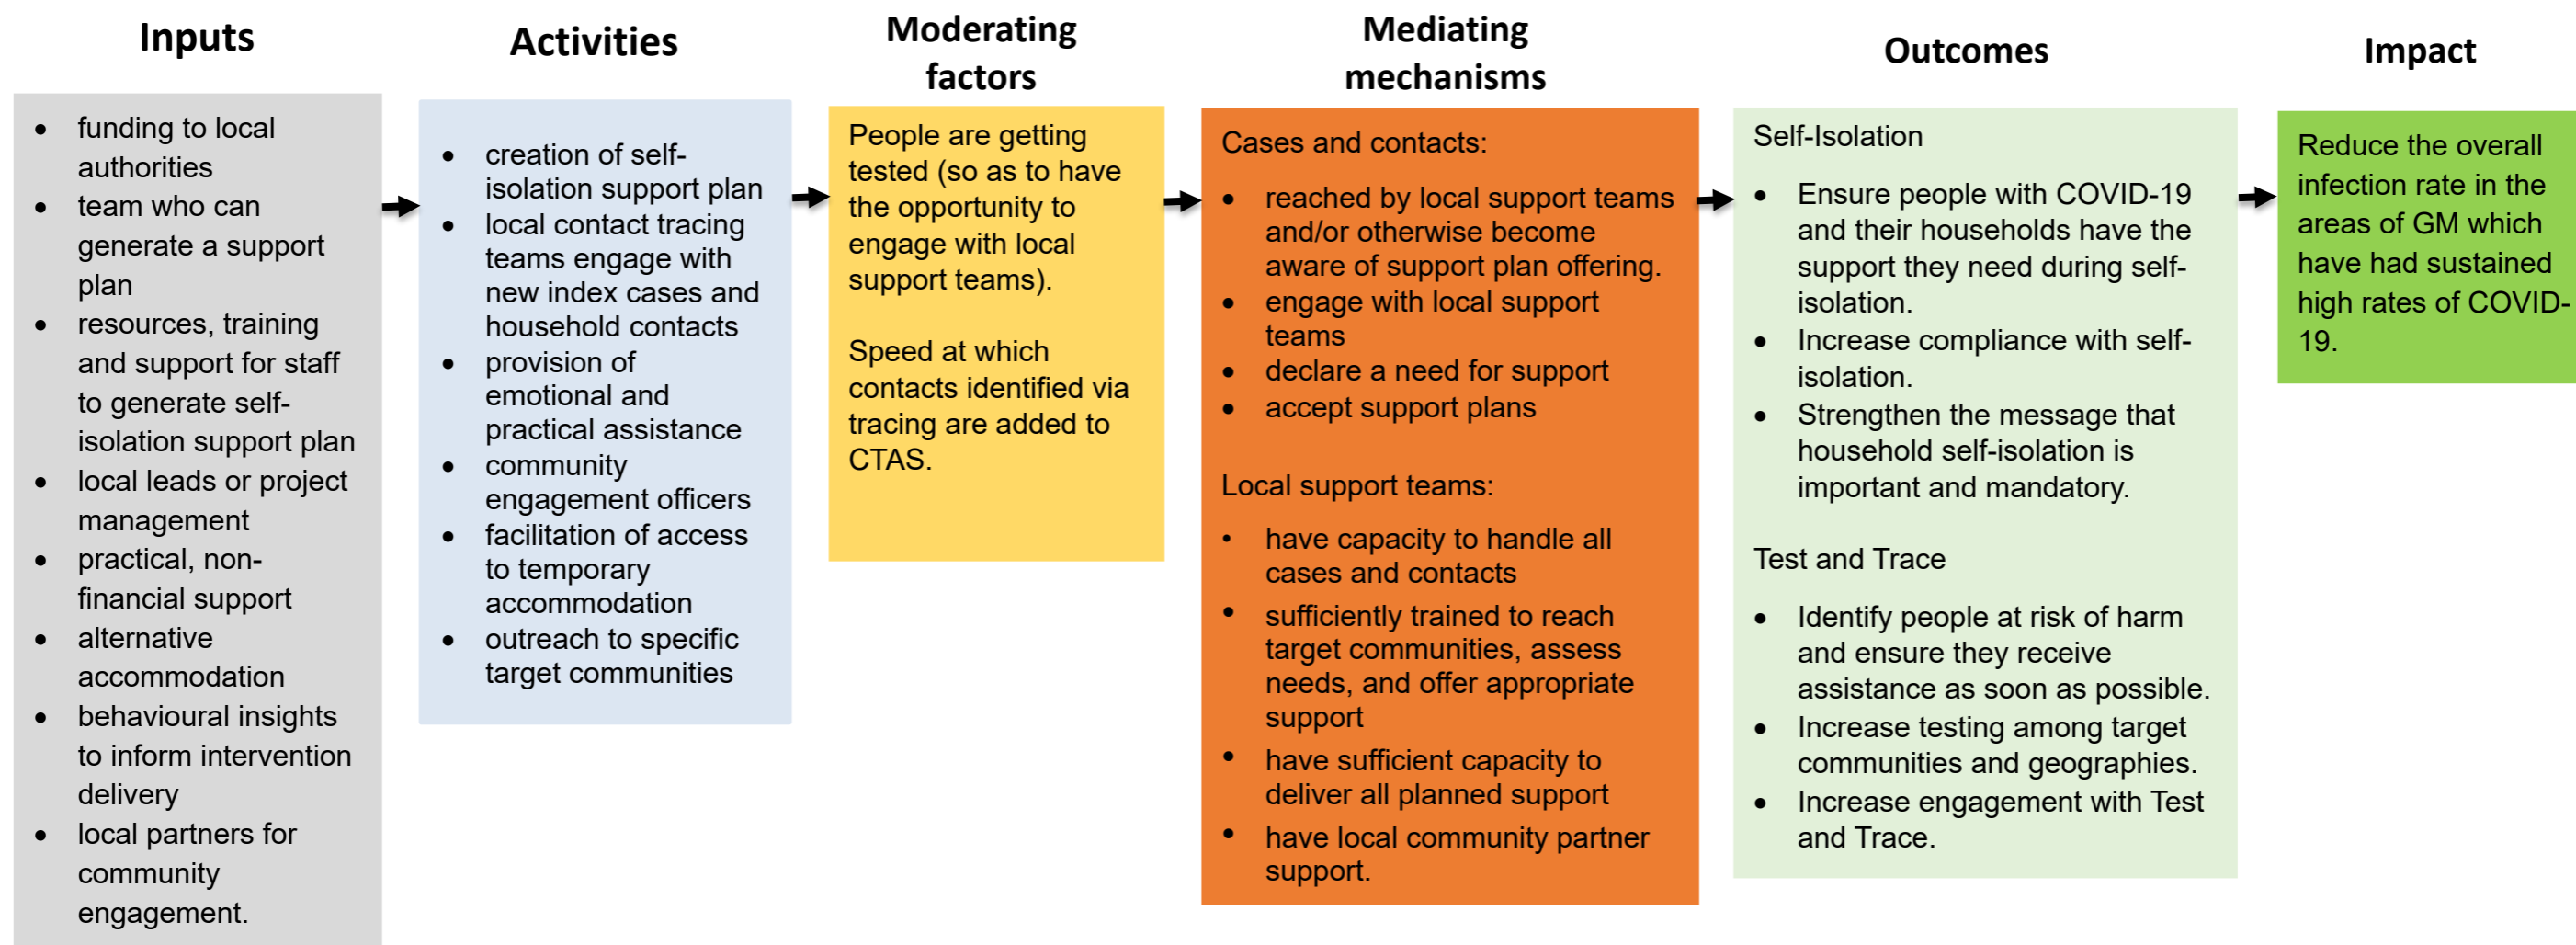 Inputs
• funding to local
authorities
• team who can
generate a support
plan
• resources, training
and support for staff
to generate self-
isolation support plan
• local leads or project
management
• practical, non-
financial support
• alternative
accommodation
• behavioural insights
to inform intervention
delivery
• local partners for
community
engagement.
Activities
• creation of self-
isolation support plan
• local contact tracing
teams engage with
new index cases and
household contacts
• provision of
emotional and
practical assistance
• community
engagement officers
• facilitation of access
to temporary
accommodation
• outreach to specific
target communities
Moderating
factors
People are getting
tested (so as to have
the opportunity to
engage with local
support teams).
Speed at which
contacts identified via
tracing are added to
CTAS.
Mediating
mechanisms
Cases and contacts:
• reached by local support teams
and/or otherwise become
aware of support plan offering.
• engage with local support
teams
• declare a need for support
• accept support plans
Local support teams:
• have capacity to handle all
cases and contacts
• sufficiently trained to reach
target communities, assess
needs, and offer appropriate
support
• have sufficient capacity to
deliver all planned support
• have local community partner
support.
Outcomes
Self-Isolation
• Ensure people with COVID-19
and their households have the
support they need during self-
isolation.
• Increase compliance with self-
isolation.
• Strengthen the message that
household self-isolation is
important and mandatory.
Test and Trace
• Identify people at risk of harm
and ensure they receive
assistance as soon as possible.
• Increase testing among target
communities and geographies.
• Increase engagement with Test
and Trace.
Impact
Reduce the overall
infection rate in the
areas of GM which
have had sustained
high rates of COVID-
19.